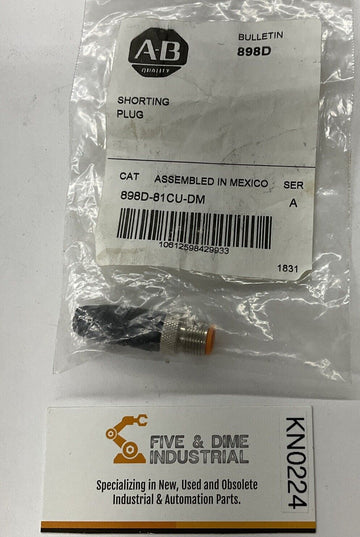 A-B
QUALITY
BULLETIN
898D
SHORTING
PLUG
CAT ASSEMBLED IN MEXICO SER
898D-81CU-DM A
10612598429933
1831
FIVE & DIME
INDUSTRIAL
Specializing in New, Used and Obsolete
Industrial & Automation Parts.
KN0224